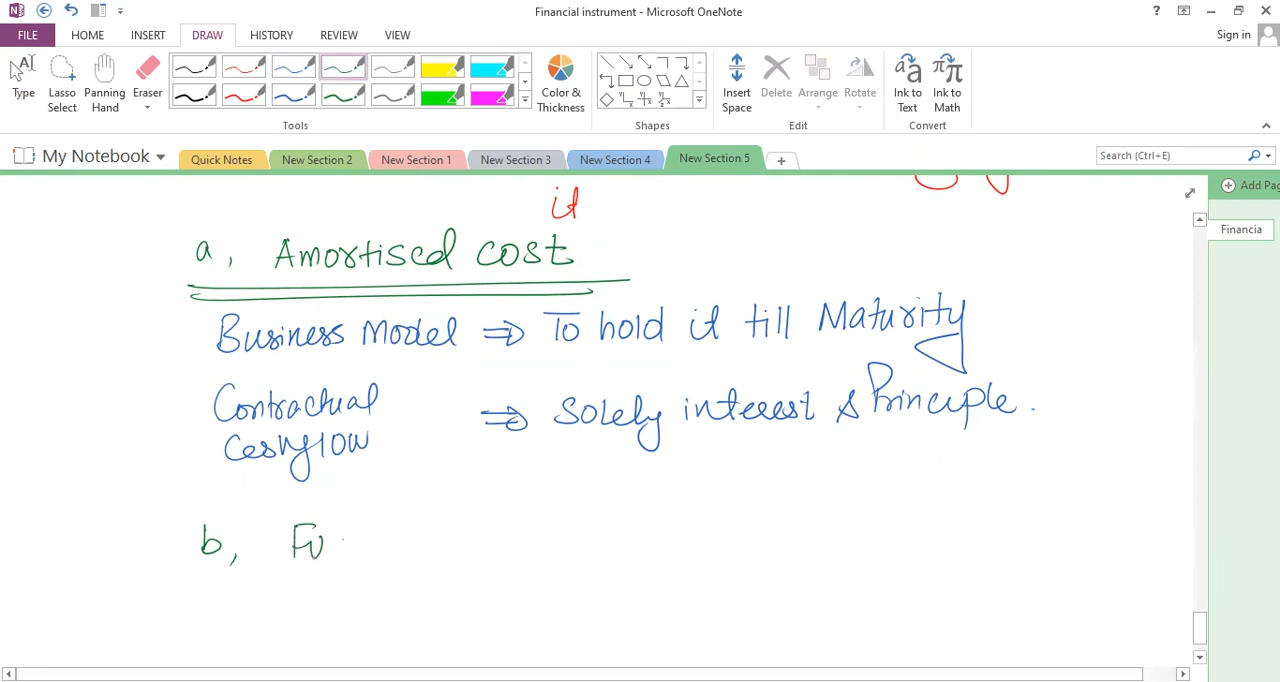 Financial instrument - Microsoft OneNote
?
FILE HOME INSERT DRAW HISTORY REVIEW VIEW
Sign in
Type
Lasso Select
Panning Hand
Eraser
Color & Thickness
Insert Space
Delete
Arrange
Rotate
Ink to Text
Ink to Math
Tools Shapes Edit Convert
My Notebook
Quick Notes New Section 2 New Section 1 New Section 3 New Section 4 New Section 5
Search (Ctrl+E)
Add Pag
Financia
it
a, Amortised cost
Business Model ⇒ To hold it till Maturity
Contractual Cashflow ⇒ Solely interest & Principle.
b, Fv